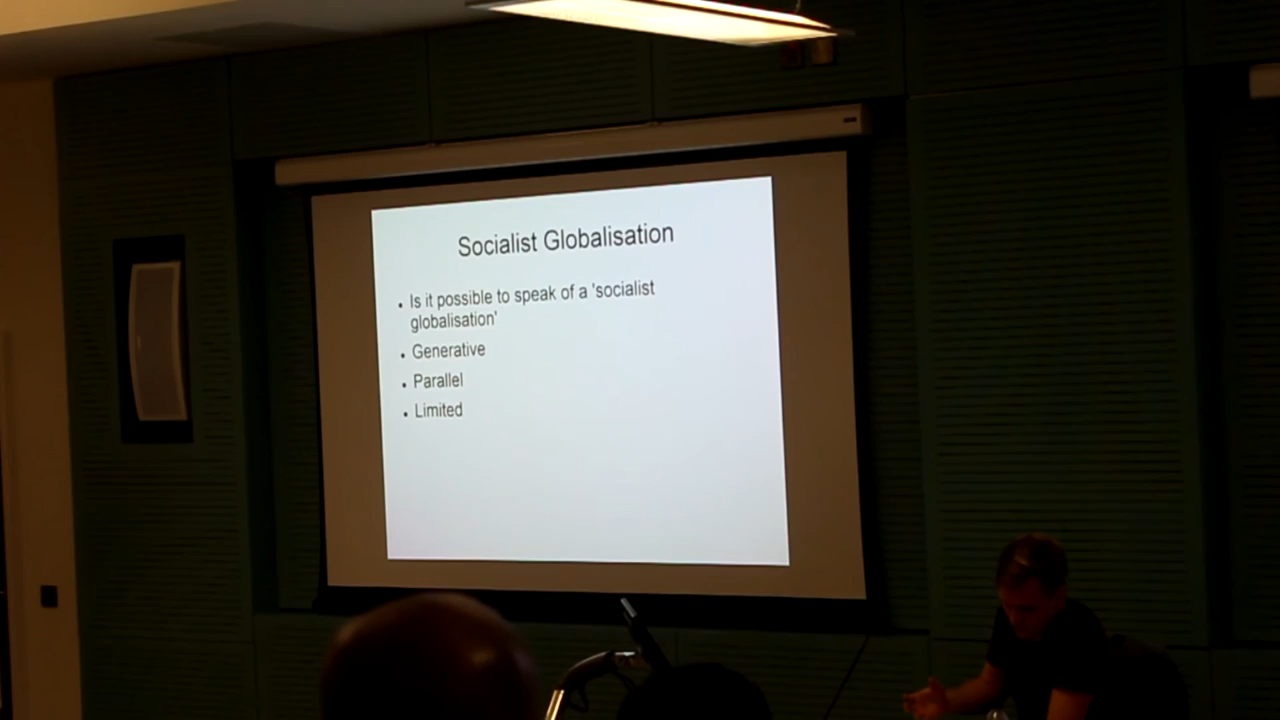 Socialist Globalisation
• Is it possible to speak of a 'socialist
globalisation'
• Generative
• Parallel
• Limited